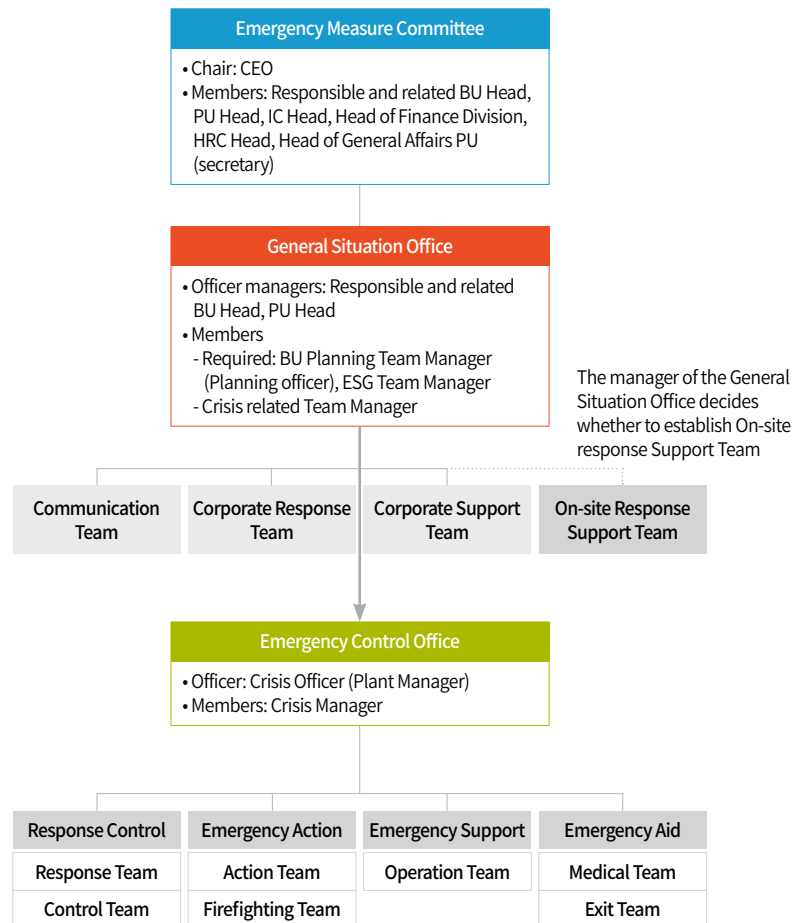 Emergency Measure Committee
• Chair: CEO
• Members: Responsible and related BU Head,
PU Head, IC Head, Head of Finance Division,
HRC Head, Head of General Affairs PU
(secretary)
General Situation Office
• Officer managers: Responsible and related
BU Head, PU Head
• Members
- Required: BU Planning Team Manager
(Planning officer), ESG Team Manager
- Crisis related Team Manager
The manager of the General
Situation Office decides
whether to establish On-site
response Support Team
Communication
Team
Corporate Response
Team
Corporate Support
Team
On-site Response
Support Team
Emergency Control Office
• Officer: Crisis Officer (Plant Manager)
• Members: Crisis Manager
Response Control
Response Team
Control Team
Emergency Action
Action Team
Firefighting Team
Emergency Support
Operation Team
Emergency Aid
Medical Team
Exit Team